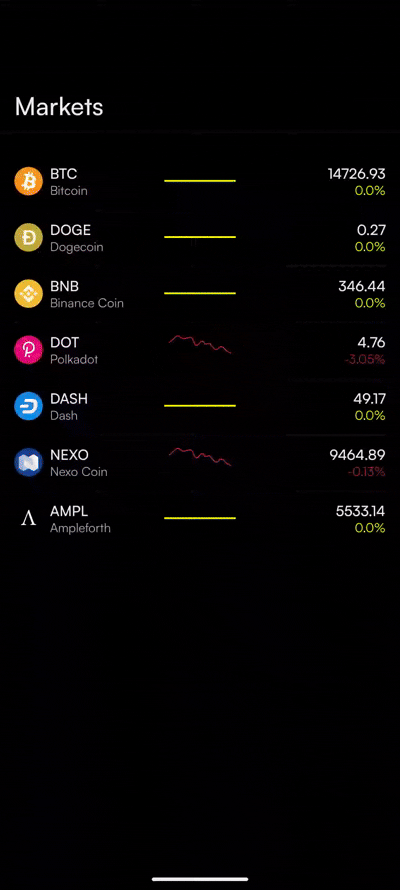 Markets
BTC 14726.93
Bitcoin 0.0%
DOGE 0.27
Dogecoin 0.0%
BNB 346.44
Binance Coin 0.0%
DOT 4.76
Polkadot -3.05%
DASH 49.17
Dash 0.0%
NEXO 9464.89
Nexo Coin -0.13%
AMPL 5533.14
Ampleforth 0.0%